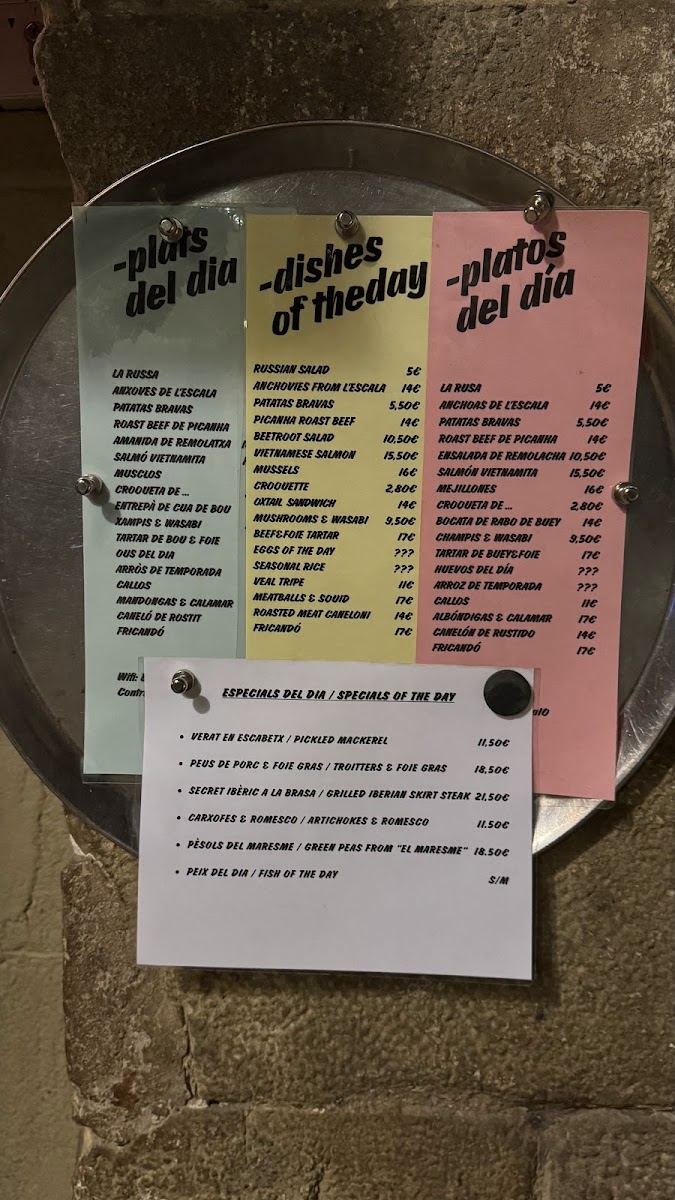 -plats
del dia
LA RUSSA
ANXOVES DE L'ESCALA
PATATAS BRAVAS
ROAST BEEF DE PICANHA
AMANIDA DE REMOLATXA
SALMÓ VIETNAMITA
MUSCLOS
CROQUETA DE ...
ENTREPÀ DE CUA DE BOU
XAMPIS & WASABI
TARTAR DE BOU & FOIE
OUS DEL DIA
ARRÒS DE TEMPORADA
CALLOS
MANDONGAS & CALAMAR
CANELÓ DE ROSTIT
FRICANDÓ
Wifi:
-dishes
of theday
RUSSIAN SALAD 5€
ANCHOVIES FROM L'ESCALA 14€
PATATAS BRAVAS 5,50€
PICANHA ROAST BEEF 14€
BEETROOT SALAD 10,50€
VIETNAMESE SALMON 15,50€
MUSSELS 16€
CROQUETTE 2,80€
OXTAIL SANDWICH 14€
MUSHROOMS & WASABI 9,50€
BEEF&FOIE TARTAR 17€
EGGS OF THE DAY ???
SEASONAL RICE ???
VEAL TRIPE 11€
MEATBALLS & SQUID 17€
ROASTED MEAT CANELONI 14€
FRICANDÓ 17€
-platos
del día
LA RUSA 5€
ANCHOAS DE L'ESCALA 14€
PATATAS BRAVAS 5,50€
ROAST BEEF DE PICANHA 14€
ENSALADA DE REMOLACHA 10,50€
SALMÓN VIETNAMITA 15,50€
MEJILLONES 16€
CROQUETA DE ... 2,80€
BOCATA DE RABO DE BUEY 14€
CHAMPIS & WASABI 9,50€
TARTAR DE BUEY&FOIE 17€
HUEVOS DEL DÍA ???
ARROZ DE TEMPORADA ???
CALLOS 11€
ALBÓNDIGAS & CALAMAR 17€
CANELÓN DE RUSTIDO 14€
FRICANDÓ 17€
ESPECIALS DEL DIA / SPECIALS OF THE DAY
• VERAT EN ESCABETX / PICKLED MACKEREL 11,50€
• PEUS DE PORC & FOIE GRAS / TROITTERS & FOIE GRAS 18,50€
• SECRET IBÈRIC A LA BRASA / GRILLED IBERIAN SKIRT STEAK 21,50€
• CARXOFES & ROMESCO / ARTICHOKES & ROMESCO 11.50€
• PÈSOLS DEL MARESME / GREEN PEAS FROM "EL MARESME" 18.50€
• PEIX DEL DIA / FISH OF THE DAY S/M